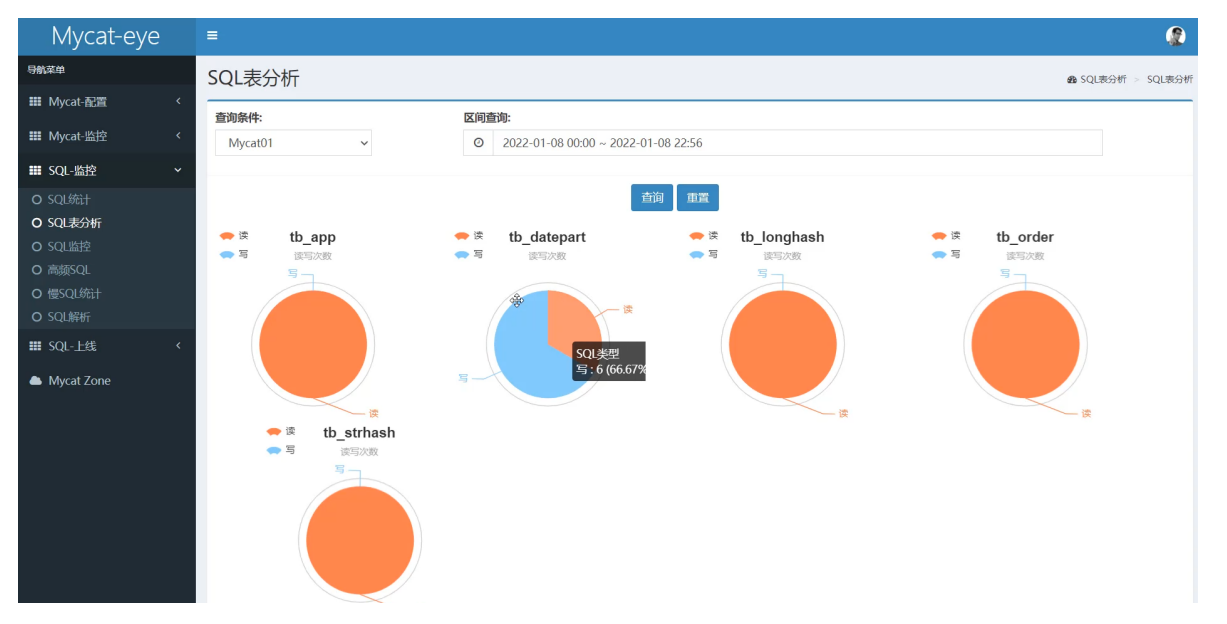 Mycat-eye
导航菜单
Mycat-配置
Mycat-监控
SQL-监控
SQL统计
SQL表分析
SQL监控
高频SQL
慢SQL统计
SQL解析
SQL-上线
Mycat Zone
SQL表分析
SQL表分析 > SQL表分析
查询条件:
区间查询:
Mycat01
2022-01-08 00:00 ~ 2022-01-08 22:56
查询 重置
读
写
tb_app
读写次数
写
读
读
写
tb_datepart
读写次数
读
写
SQL类型
写 : 6 (66.67%
读
写
tb_longhash
读写次数
写
读
读
写
tb_order
读写次数
写
读
读
写
tb_strhash
读写次数
写